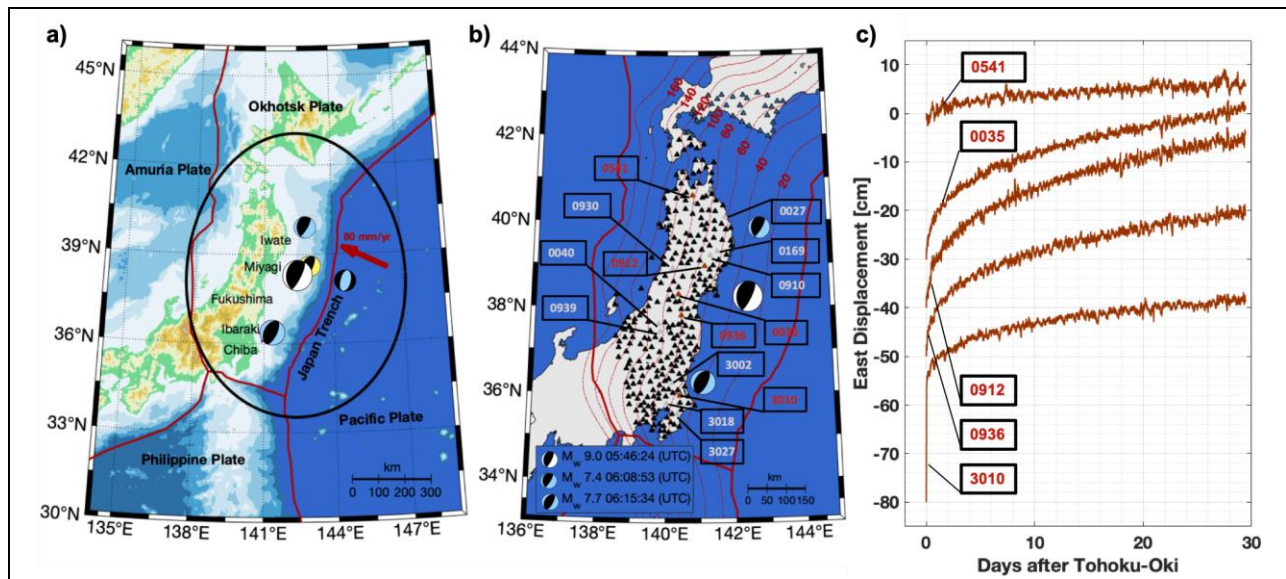 a)
45°N
42°N
39°N
36°N
33°N
30°N
135°E
138°E
141°E
144°E
147°E
Okhotsk Plate
Amuria Plate
Iwate
Miyagi
80 mm/yr
Fukushima
Ibaraki
Chiba
Japan Trench
Pacific Plate
Philippine Plate
km
0 100 200 300
b)
44°N
42°N
40°N
38°N
36°N
34°N
136°E
138°E
140°E
142°E
144°E
160
140
120
100
80
60
40
20
0541
0930
0027
0040
0912
0169
0910
0939
0936
0035
3002
3010
3018
3027
Mw 9.0 05:46:24 (UTC)
Mw 7.4 06:08:53 (UTC)
Mw 7.7 06:15:34 (UTC)
km
0 50 100 150
c)
East Displacement [cm]
10
0
-10
-20
-30
-40
-50
-60
-70
-80
0541
0035
0912
0936
3010
0
10
20
30
Days after Tohoku-Oki